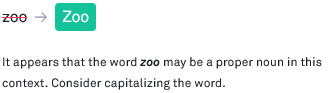 zoo → Zoo
It appears that the word zoo may be a proper noun in this
context. Consider capitalizing the word.